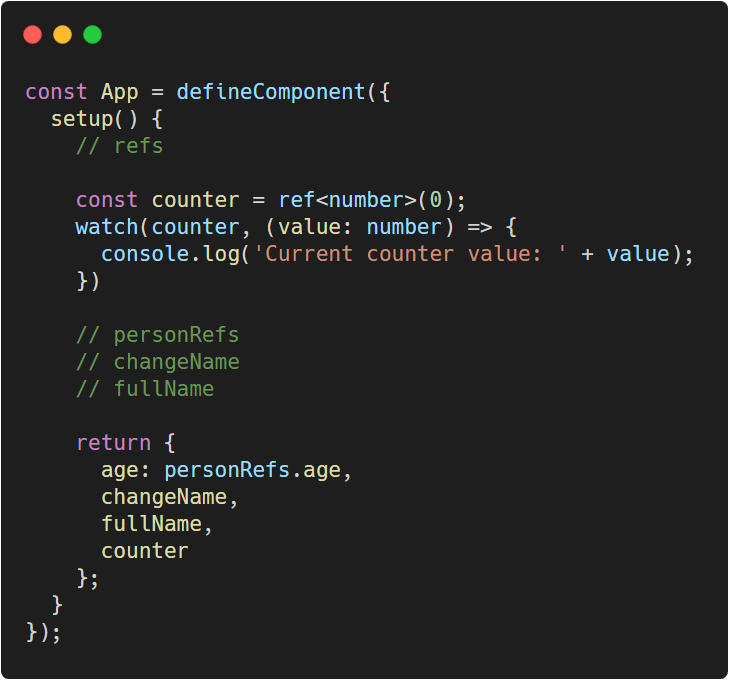 const App = defineComponent({
  setup() {
    // refs

    const counter = ref<number>(0);
    watch(counter, (value: number) => {
      console.log('Current counter value: ' + value);
    })

    // personRefs
    // changeName
    // fullName

    return {
      age: personRefs.age,
      changeName,
      fullName,
      counter
    };
  }
});